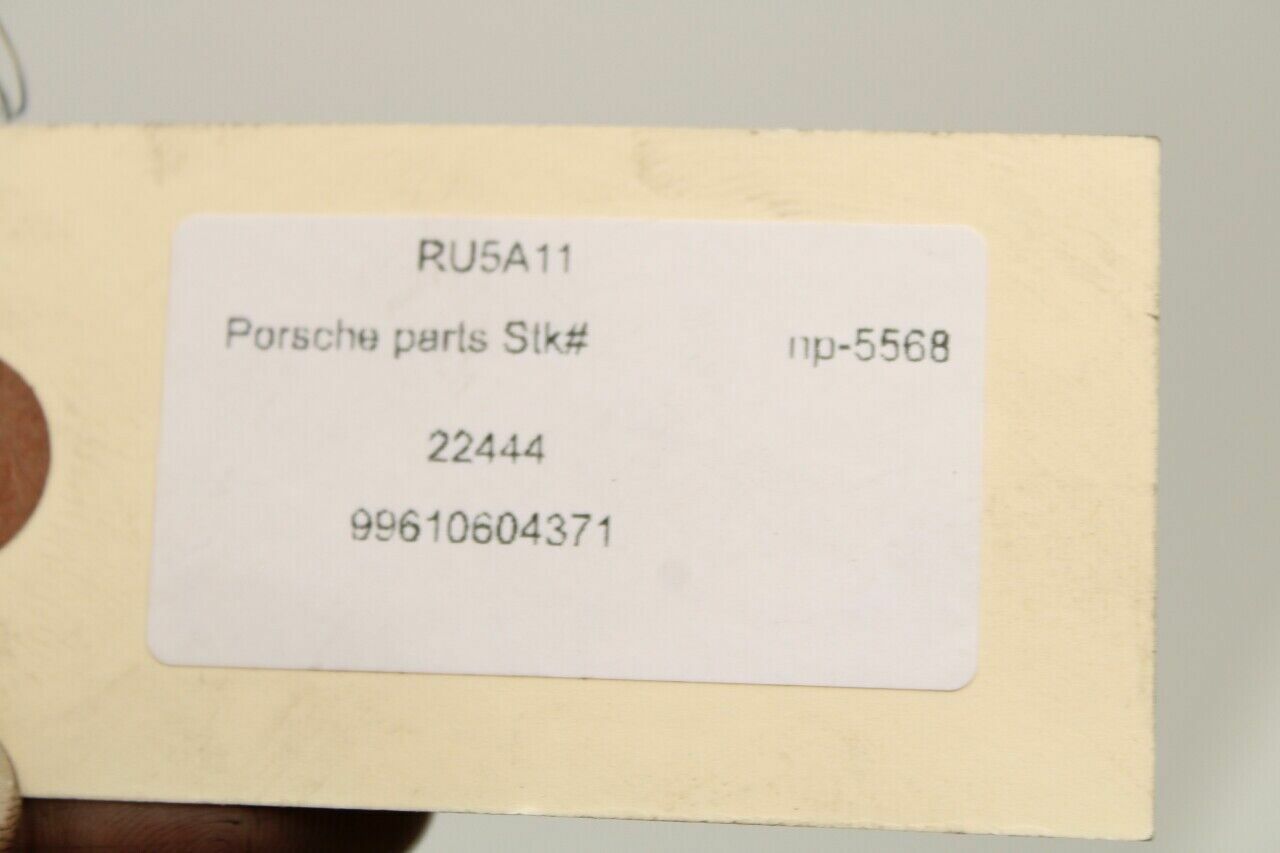 RU5A11
Porsche parts Stk# np-5568
22444
99610604371